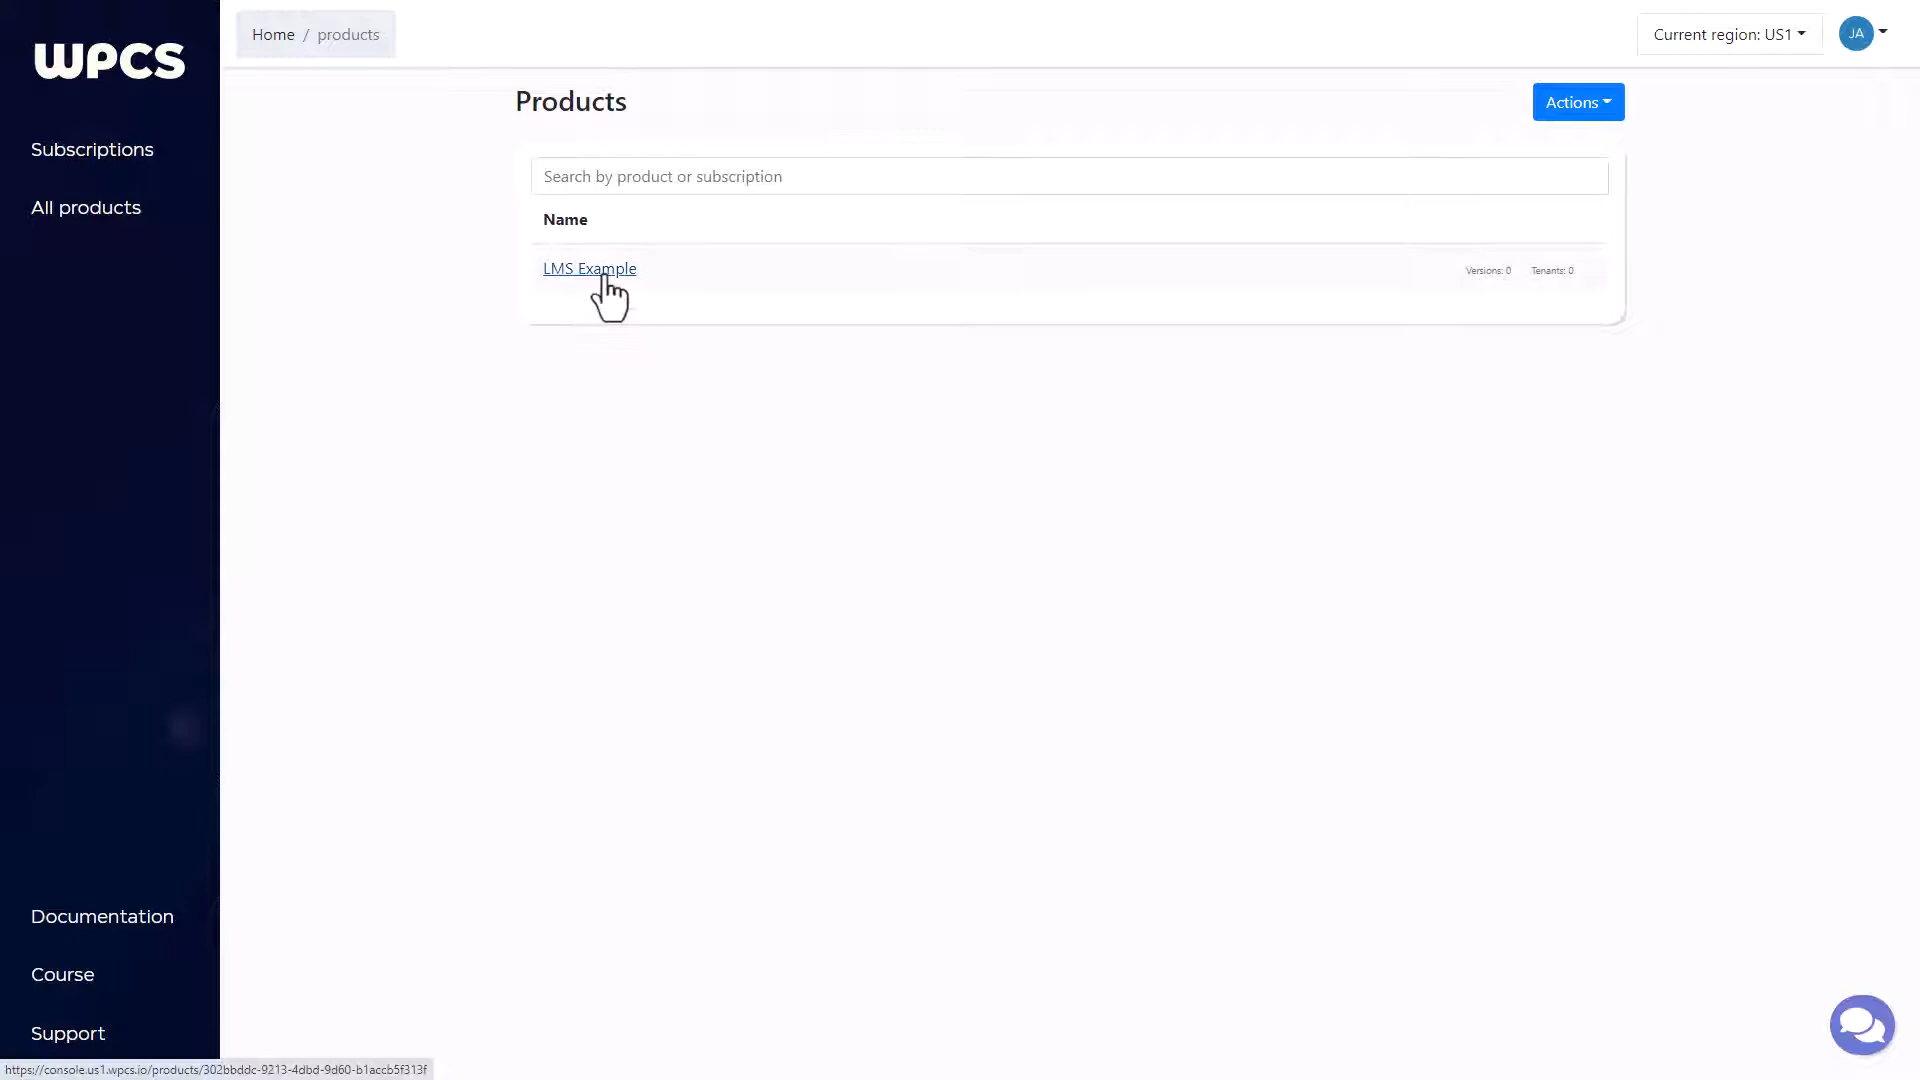 WPCS
Subscriptions
All products
Documentation
Course
Support
Home / products
Current region: US1
JA
Products
Actions
Search by product or subscription
Name
LMS Example
Versions: 0
Tenants: 0
https://console.us1.wpcs.io/products/302bbddc-9213-4dbd-9d60-b1accb5f313f